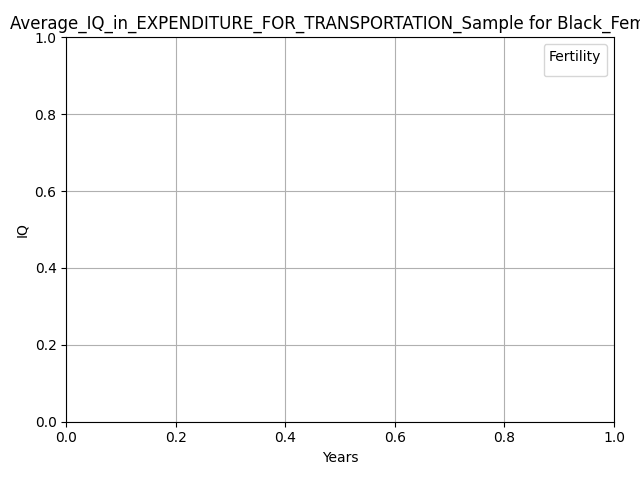 Average_IQ_in_EXPENDITURE_FOR_TRANSPORTATION_Sample for Black_Fem
Fertility
1.0
0.8
0.6
0.4
0.2
0.0
IQ
0.0 0.2 0.4 0.6 0.8 1.0
Years